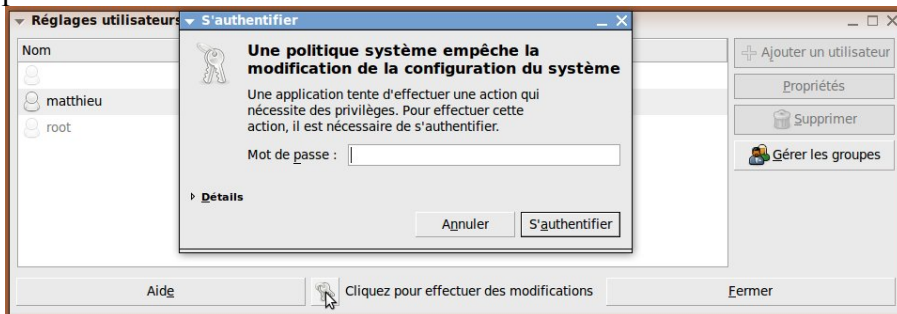 Réglages utilisateurs
S'authentifier
Nom
matthieu
root
Une politique système empêche la
modification de la configuration du système
Une application tente d'effectuer une action qui
nécessite des privilèges. Pour effectuer cette
action, il est nécessaire de s'authentifier.
Mot de passe :
Détails
Annuler
S'authentifier
Ajouter un utilisateur
Propriétés
Supprimer
Gérer les groupes
Aide
Cliquez pour effectuer des modifications
Fermer